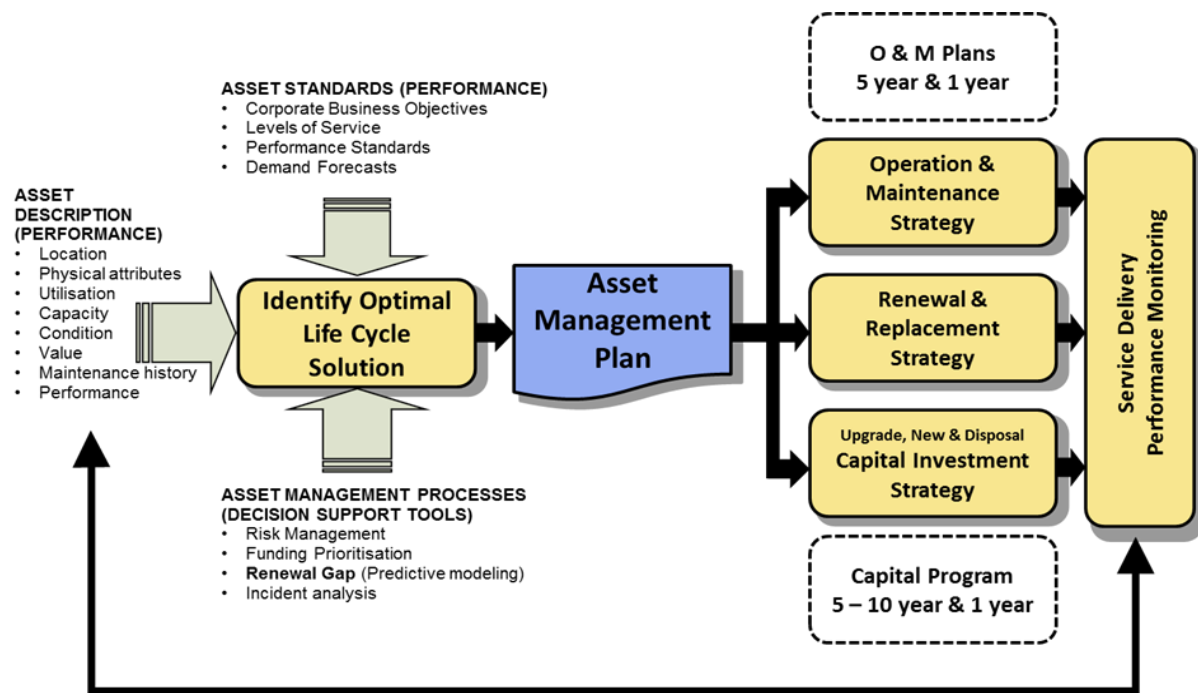 ASSET STANDARDS (PERFORMANCE)
• Corporate Business Objectives
• Levels of Service
• Performance Standards
• Demand Forecasts
ASSET
DESCRIPTION
(PERFORMANCE)
• Location
• Physical attributes
• Utilisation
• Capacity
• Condition
• Value
• Maintenance history
• Performance
Identify Optimal
Life Cycle
Solution
ASSET MANAGEMENT PROCESSES
(DECISION SUPPORT TOOLS)
• Risk Management
• Funding Prioritisation
• Renewal Gap (Predictive modeling)
• Incident analysis
Asset
Management
Plan
O & M Plans
5 year & 1 year
Operation &
Maintenance
Strategy
Renewal &
Replacement
Strategy
Upgrade, New & Disposal
Capital Investment
Strategy
Capital Program
5 – 10 year & 1 year
Service Delivery
Performance Monitoring